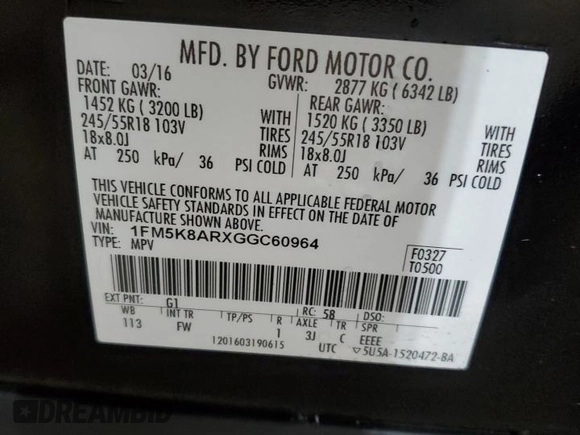 MFD. BY FORD MOTOR CO.
DATE: 03/16 GVWR: 2877 KG ( 6342 LB)
FRONT GAWR: REAR GAWR:
1452 KG ( 3200 LB) WITH 1520 KG ( 3350 LB) WITH
245/55R18 103V TIRES 245/55R18 103V TIRES
18x8.0J RIMS 18x8.0J RIMS
AT 250 kPa/ 36 PSI COLD AT 250 kPa/ 36 PSI COLD
THIS VEHICLE CONFORMS TO ALL APPLICABLE FEDERAL MOTOR
VEHICLE SAFETY STANDARDS IN EFFECT ON THE DATE OF
MANUFACTURE SHOWN ABOVE.
VIN: 1FM5K8ARXGGC60964
TYPE: MPV
F0327
T0500
EXT PNT: G1 RC: 58 DSO:
WB INT TR TP/PS R AXLE TR SPR
113 FW 1 3J C EEEE
1201603190615 UTC ▽5U5A-1520472-BA
DREAMBID